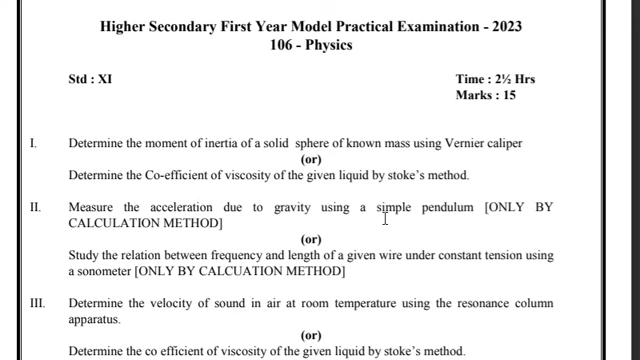 Higher Secondary First Year Model Practical Examination - 2023
106 - Physics
Std : XI Time : 2½ Hrs
Marks : 15
I. Determine the moment of inertia of a solid sphere of known mass using Vernier caliper
(or)
Determine the Co-efficient of viscosity of the given liquid by stoke's method.
II. Measure the acceleration due to gravity using a simple pendulum [ONLY BY
CALCULATION METHOD]
(or)
Study the relation between frequency and length of a given wire under constant tension using
a sonometer [ONLY BY CALCUATION METHOD]
III. Determine the velocity of sound in air at room temperature using the resonance column
apparatus.
(or)
Determine the co efficient of viscosity of the given liquid by stoke's method.